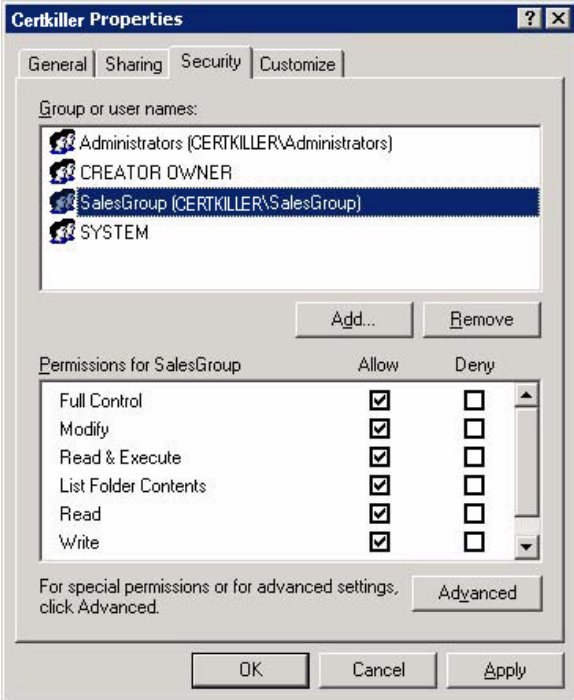 Certkiller Properties
General Sharing Security Customize
Group or user names:
Administrators (CERTKILLER\Administrators)
CREATOR OWNER
SalesGroup (CERTKILLER\SalesGroup)
SYSTEM
Add... Remove
Permissions for SalesGroup Allow Deny
Full Control
Modify
Read & Execute
List Folder Contents
Read
Write
For special permissions or for advanced settings,
click Advanced.
Advanced
OK Cancel Apply